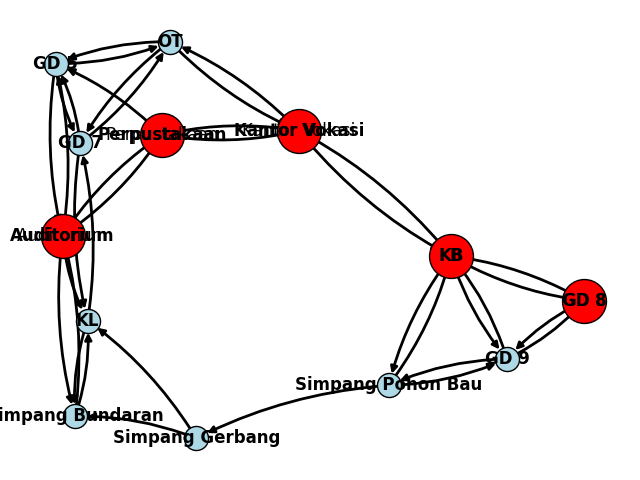 OT
GD
GD 7
Perpustakaan
Kantor Vokasi
Auditorium
KB
GD 8
KL
GD 9
Simpang Pohon Bau
Simpang Bundaran
Simpang Gerbang